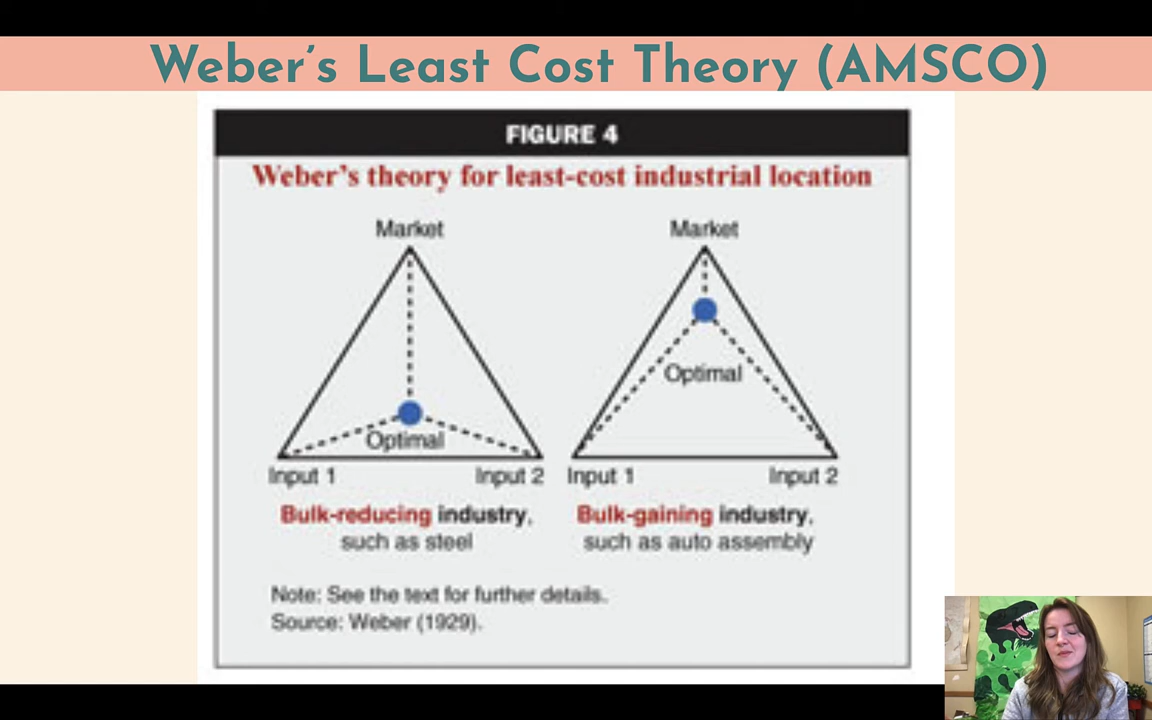 Weber's Least Cost Theory (AMSCO)
FIGURE 4
Weber's theory for least-cost industrial location
Market
Optimal
Input 1
Input 2
Bulk-reducing industry,
such as steel
Market
Optimal
Input 1
Input 2
Bulk-gaining industry,
such as auto assembly
Note: See the text for further details.
Source: Weber (1929).